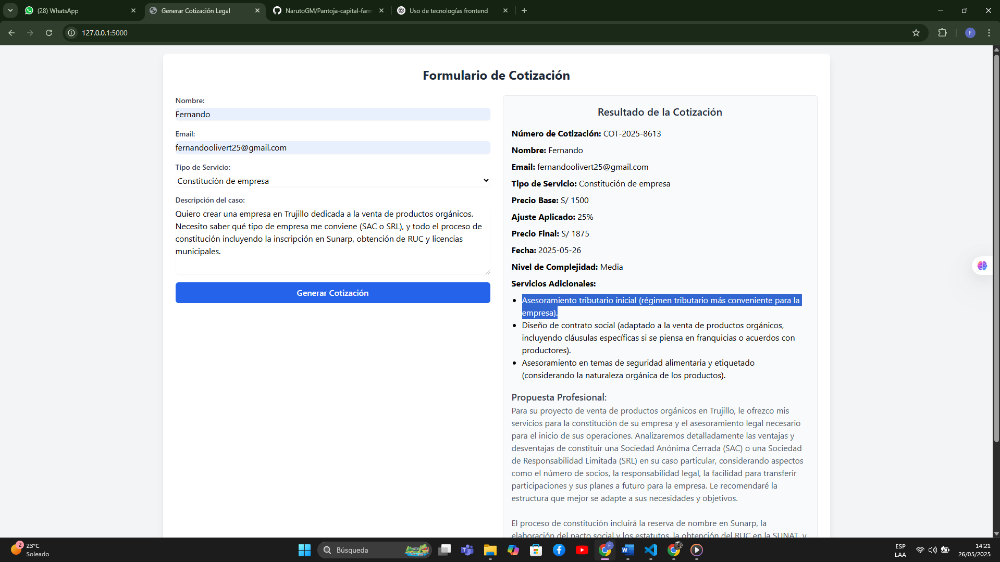 (28) WhatsApp
Generar Cotización Legal
NarutoGM/Pantoja-capital-farm
Uso de tecnologías frontend
127.0.0.1:5000
F
Formulario de Cotización
Nombre:
Fernando
Email:
fernandoolivert25@gmail.com
Tipo de Servicio:
Constitución de empresa
Descripción del caso:
Quiero crear una empresa en Trujillo dedicada a la venta de productos orgánicos.
Necesito saber qué tipo de empresa me conviene (SAC o SRL), y todo el proceso de
constitución incluyendo la inscripción en Sunarp, obtención de RUC y licencias
municipales.
Generar Cotización
Resultado de la Cotización
Número de Cotización: COT-2025-8613
Nombre: Fernando
Email: fernandoolivert25@gmail.com
Tipo de Servicio: Constitución de empresa
Precio Base: S/ 1500
Ajuste Aplicado: 25%
Precio Final: S/ 1875
Fecha: 2025-05-26
Nivel de Complejidad: Media
Servicios Adicionales:
Asesoramiento tributario inicial (régimen tributario más conveniente para la
empresa).
Diseño de contrato social (adaptado a la venta de productos orgánicos,
incluyendo cláusulas específicas si se piensa en franquicias o acuerdos con
productores).
Asesoramiento en temas de seguridad alimentaria y etiquetado
(considerando la naturaleza orgánica de los productos).
Propuesta Profesional:
Para su proyecto de venta de productos orgánicos en Trujillo, le ofrezco mis
servicios para la constitución de su empresa y el asesoramiento legal necesario
para el inicio de sus operaciones. Analizaremos detalladamente las ventajas y
desventajas de constituir una Sociedad Anónima Cerrada (SAC) o una Sociedad
de Responsabilidad Limitada (SRL) en su caso particular, considerando aspectos
como el número de socios, la responsabilidad legal, la facilidad para transferir
participaciones y sus planes a futuro para la empresa. Le recomendaré la
estructura que mejor se adapte a sus necesidades y objetivos.
El proceso de constitución incluirá la reserva de nombre en Sunarp, la
elaboración del pacto social y los estatutos, la obtención del RUC en la SUNAT, y
2
23°C
Soleado
Búsqueda
F
ESP
LAA
14:21
26/05/2025